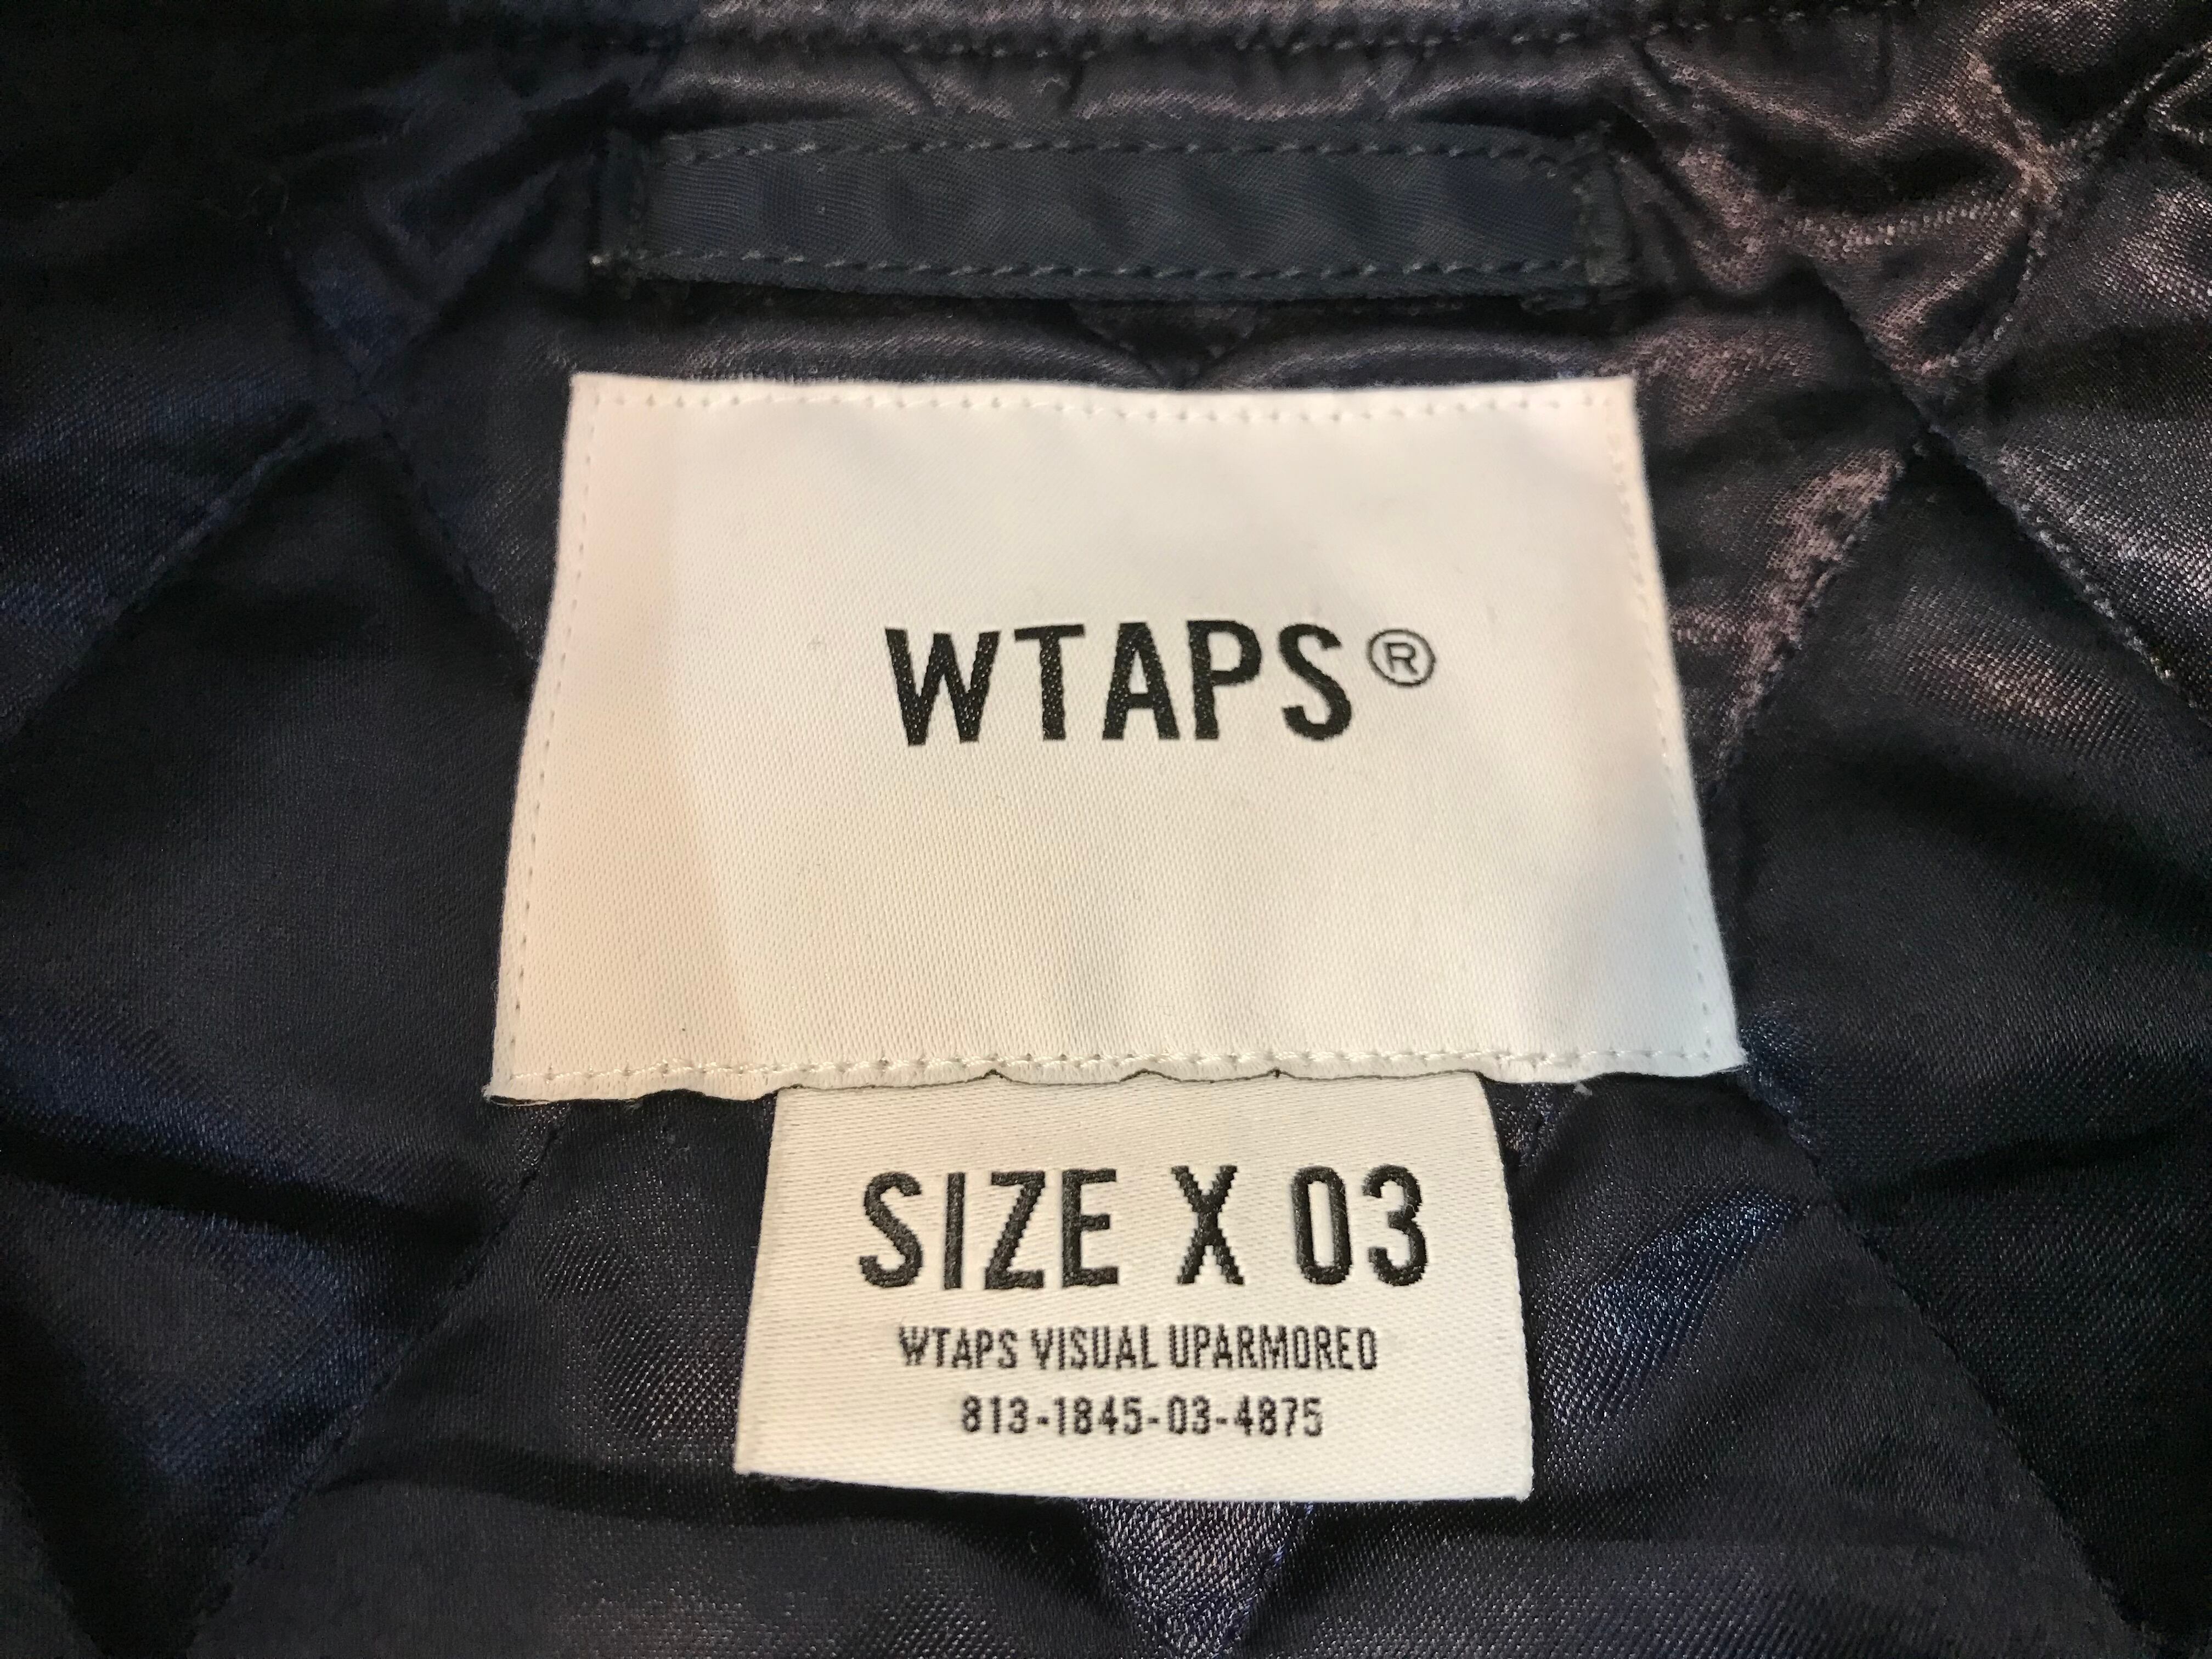 WTAPS®
SIZE X 03
WTAPS VISUAL UPARMORED
813-1845-03-4875